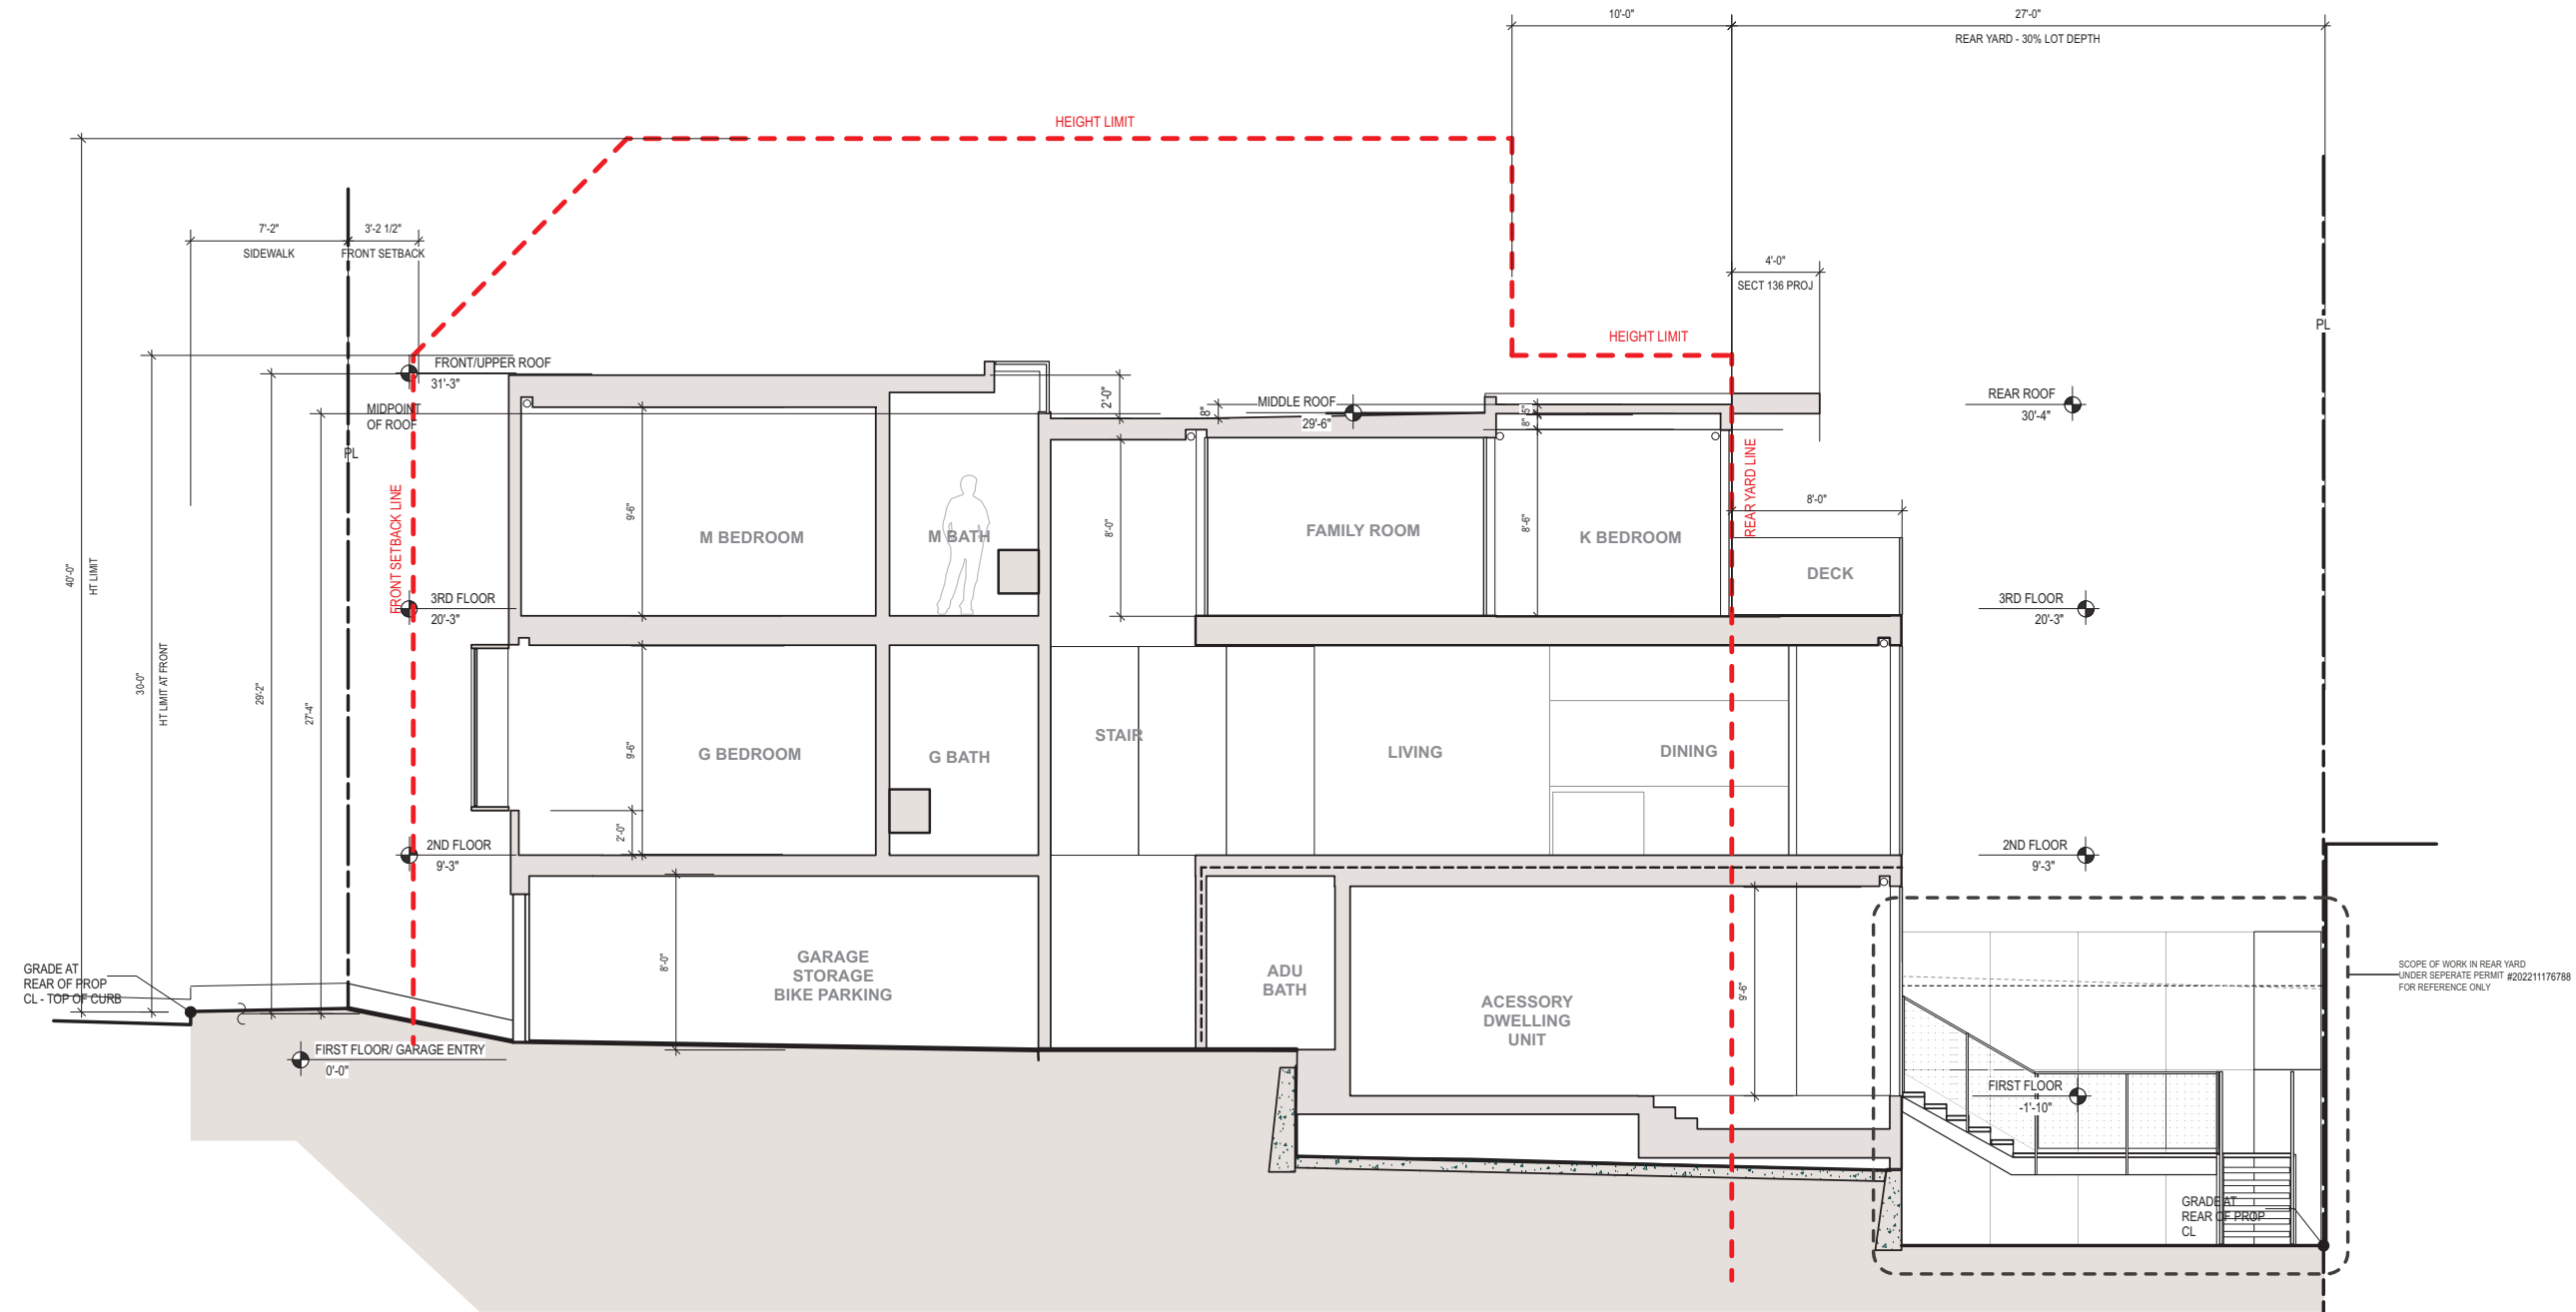 10'-0"
27'-0"
REAR YARD - 30% LOT DEPTH
HEIGHT LIMIT
7'-2"
3'-2 1/2"
SIDEWALK
FRONT SETBACK
4'-0"
SECT 136 PROJ
PL
HEIGHT LIMIT
FRONT/UPPER ROOF
31'-3"
MIDPOINT
OF ROOF
PL
2'-0"
8"
MIDDLE ROOF
29'-6"
8"
5"
REAR ROOF
30'-4"
FRONT SETBACK LINE
REAR YARD LINE
9'-6"
M BEDROOM
M BATH
8'-0"
FAMILY ROOM
8'-6"
K BEDROOM
8'-0"
DECK
40'-0"
HT LIMIT
3RD FLOOR
20'-3"
3RD FLOOR
20'-3"
30-0"
HT LIMIT AT FRONT
29'-2"
27'-4"
9'-6"
G BEDROOM
G BATH
STAIR
LIVING
DINING
2'-0"
2ND FLOOR
9'-3"
2ND FLOOR
9'-3"
GRADE AT
REAR OF PROP
CL - TOP OF CURB
8'-0"
GARAGE
STORAGE
BIKE PARKING
ADU
BATH
ACESSORY
DWELLING
UNIT
9'-6"
SCOPE OF WORK IN REAR YARD
UNDER SEPERATE PERMIT #202211176788
FOR REFERENCE ONLY
FIRST FLOOR/ GARAGE ENTRY
0'-0"
FIRST FLOOR
-1'-10"
GRADE AT
REAR OF PROP
CL